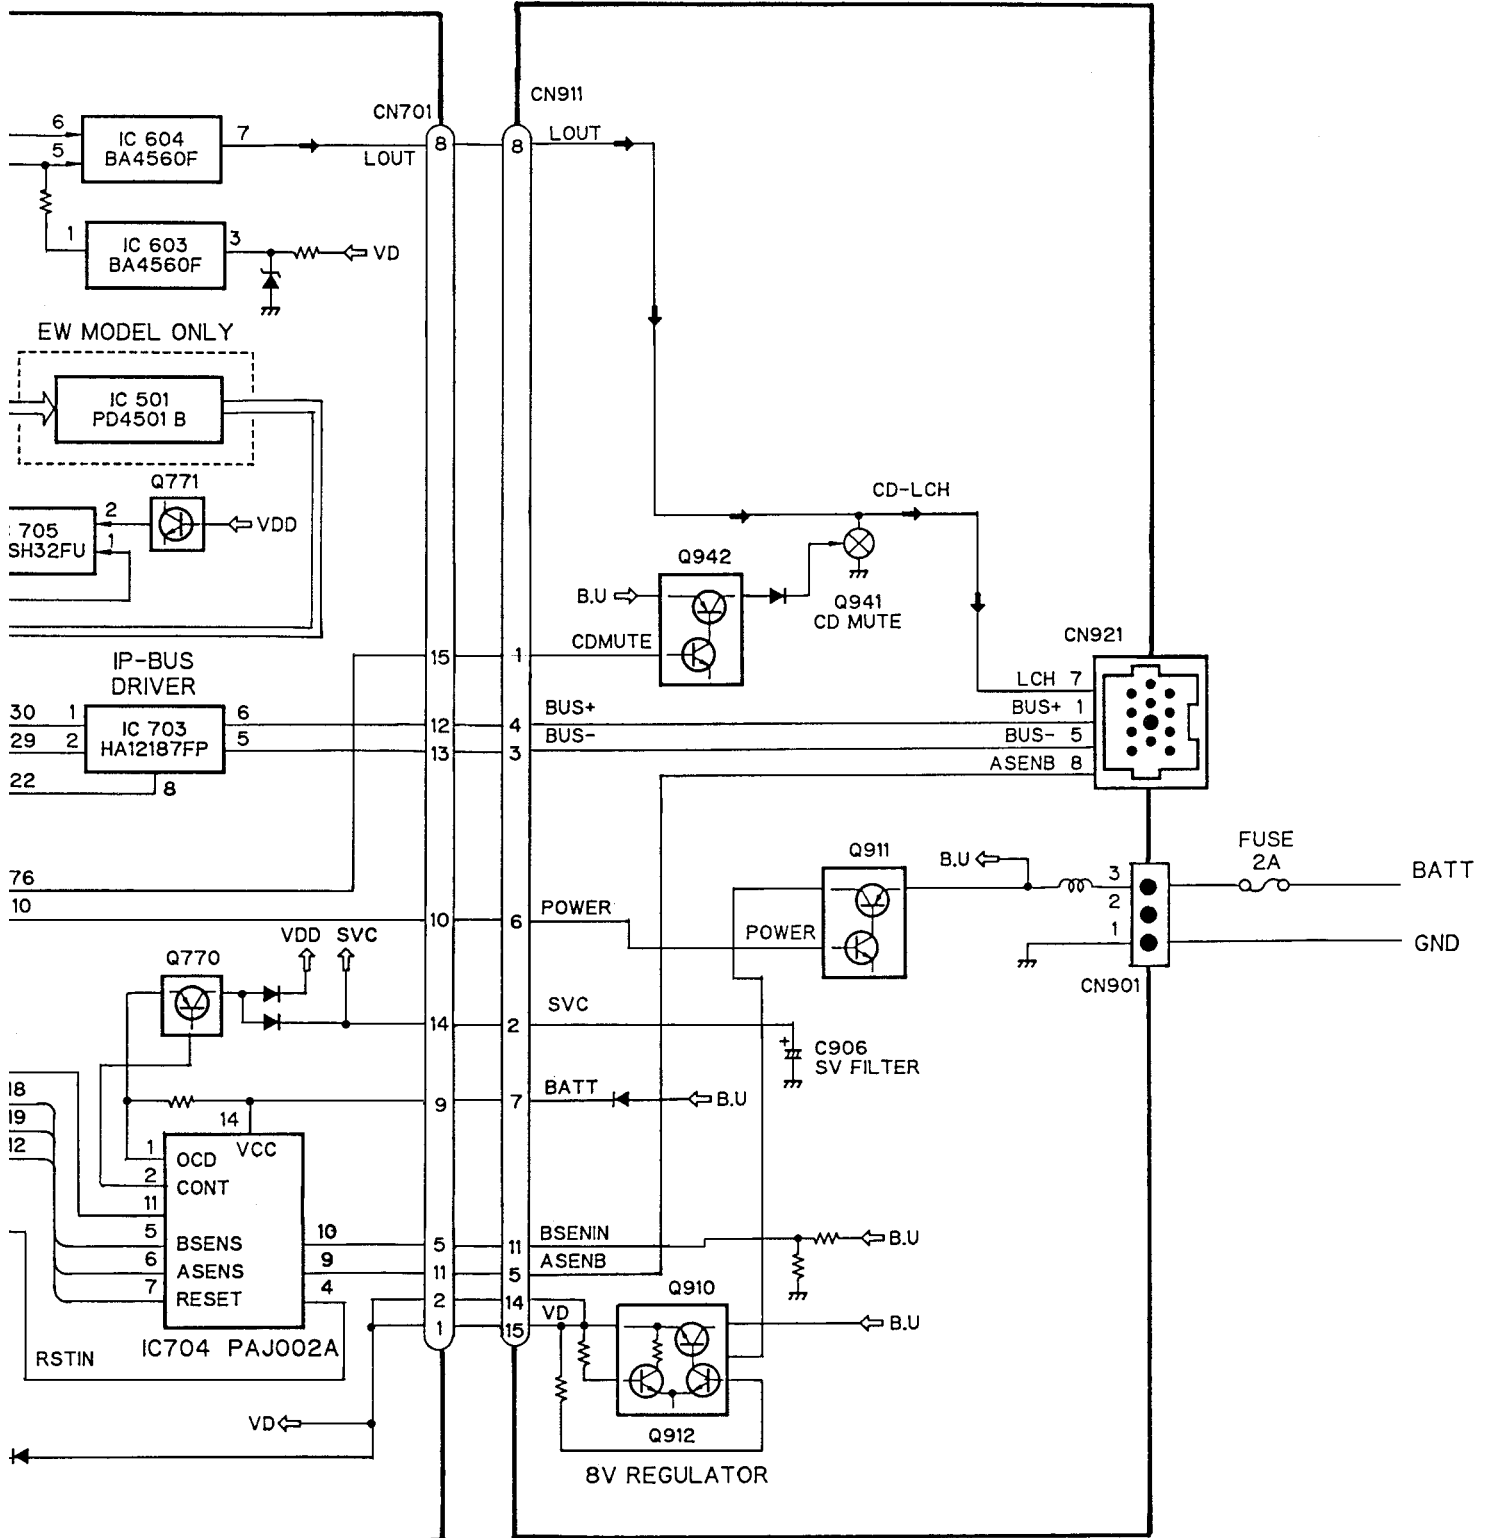 CN701
CN911
6
5
IC 604
BA4560F
7
LOUT
8
8
LOUT
1
IC 603
BA4560F
3
VD
EW MODEL ONLY
IC 501
PD4501 B
Q771
705
SH32FU
2
1
VDD
CD-LCH
Q942
B.U
Q941
CD MUTE
CDMUTE
15
1
CN921
LCH 7
BUS+ 1
BUS- 5
ASENB 8
IP-BUS
DRIVER
30
29
22
1
2
IC 703
HA12187FP
6
5
8
12
13
4
3
BUS+
BUS-
76
10
10
6
POWER
POWER
Q911
B.U
3
2
1
FUSE
2A
BATT
GND
CN901
Q770
VDD
SVC
14
2
SVC
+
C906
SV FILTER
9
7
BATT
B.U
18
19
12
14
VCC
1
OCD
2
CONT
11
5
BSENS
6
ASENS
7
RESET
10
9
4
IC704 PAJ002A
RSTIN
5
11
2
1
11
5
14
15
BSENIN
ASENB
VD
B.U
Q910
B.U
Q912
8V REGULATOR
VD